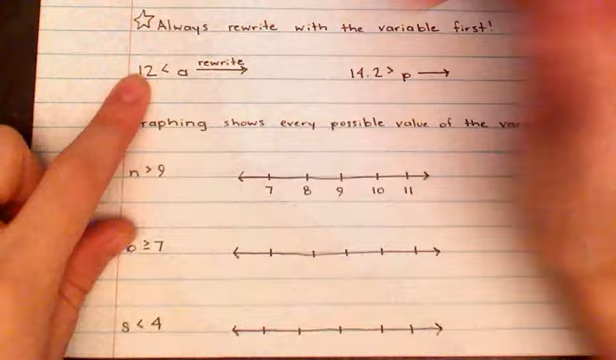 ☆ Always rewrite with the variable first!
12 < a rewrite →
14.2 > p →
raphing shows every possible value of the
n > 9
7 8 9 10 11
≥ 7
s < 4